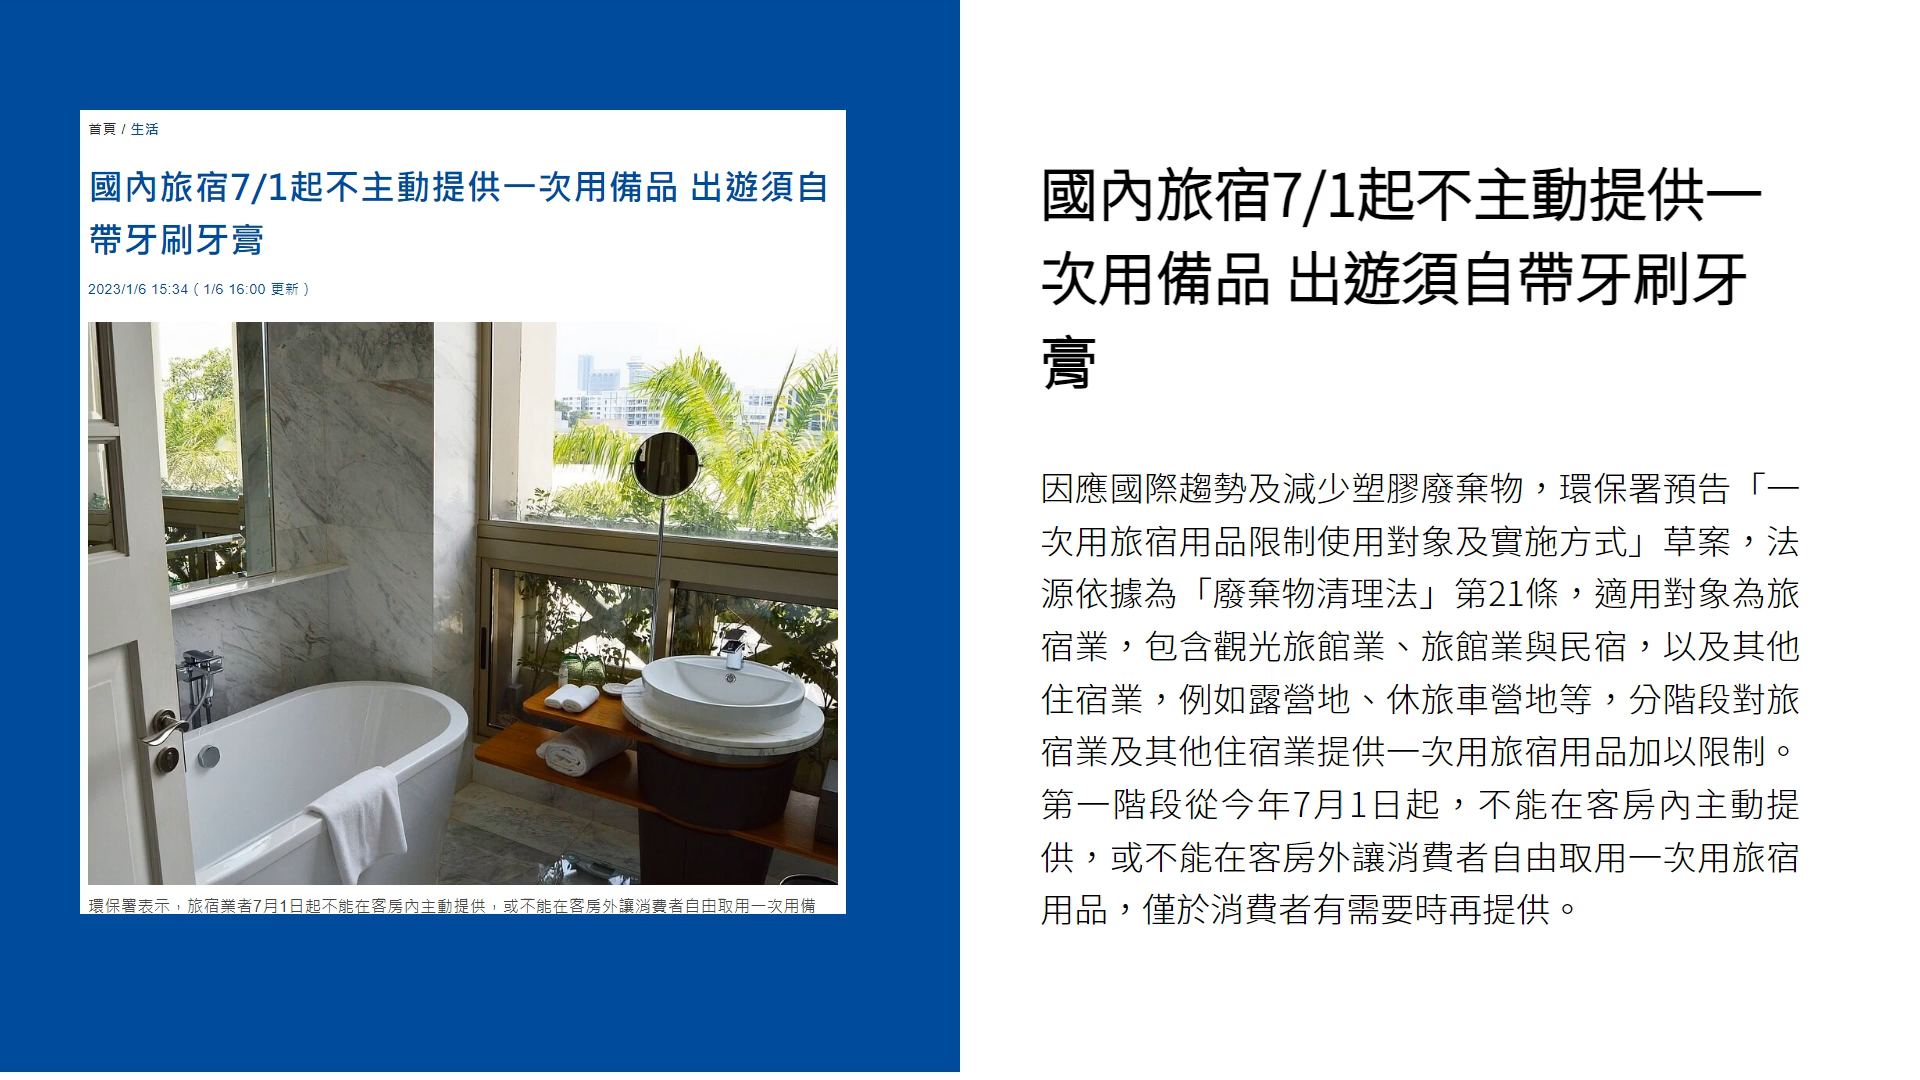 首頁 / 生活
國內旅宿7/1起不主動提供一次用備品 出遊須自
帶牙刷牙膏
2023/1/6 15:34（1/6 16:00 更新）
環保署表示，旅宿業者7月1日起不能在客房內主動提供，或不能在客房外讓消費者自由取用一次用備
國內旅宿7/1起不主動提供一
次用備品 出遊須自帶牙刷牙
膏
因應國際趨勢及減少塑膠廢棄物，環保署預告「一
次用旅宿用品限制使用對象及實施方式」草案，法
源依據為「廢棄物清理法」第21條，適用對象為旅
宿業，包含觀光旅館業、旅館業與民宿，以及其他
住宿業，例如露營地、休旅車營地等，分階段對旅
宿業及其他住宿業提供一次用旅宿用品加以限制。
第一階段從今年7月1日起，不能在客房內主動提
供，或不能在客房外讓消費者自由取用一次用旅宿
用品，僅於消費者有需要時再提供。